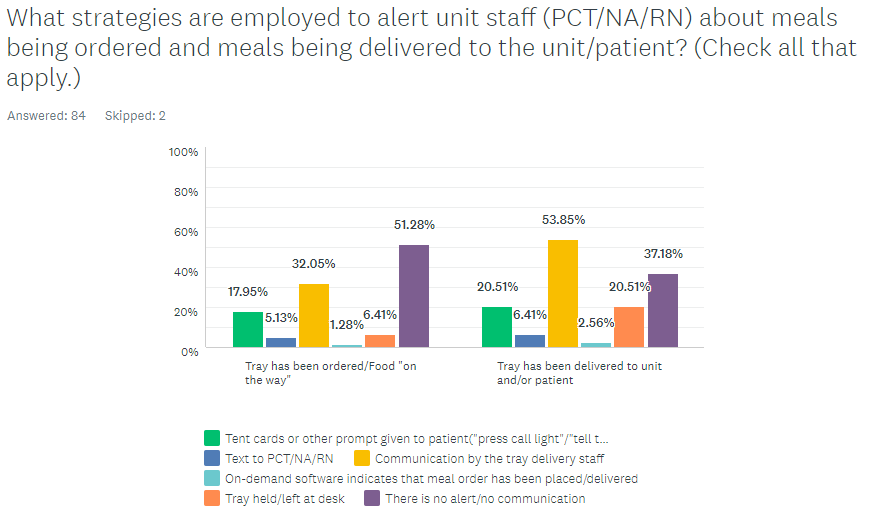 What strategies are employed to alert unit staff (PCT/NA/RN) about meals
being ordered and meals being delivered to the unit/patient? (Check all that
apply.)
Answered: 84 Skipped: 2
100%
80%
60%
40%
20%
0%
17.95%
5.13%
32.05%
1.28%
6.41%
51.28%
20.51%
6.41%
53.85%
2.56%
20.51%
37.18%
Tray has been ordered/Food "on
the way"
Tray has been delivered to unit
and/or patient
Tent cards or other prompt given to patient("press call light"/"tell t...
Text to PCT/NA/RN Communication by the tray delivery staff
On-demand software indicates that meal order has been placed/delivered
Tray held/left at desk There is no alert/no communication